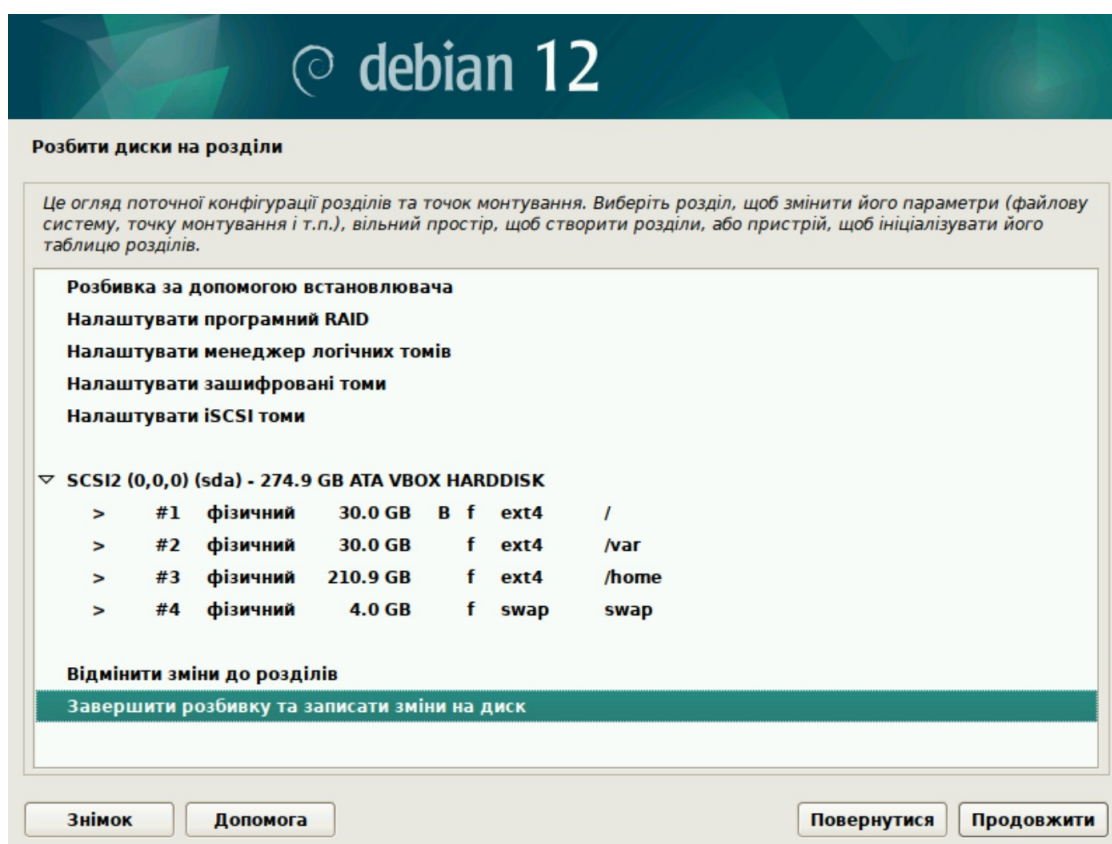 debian 12
Розбити диски на розділи
Це огляд поточної конфігурації розділів та точок монтування. Виберіть розділ, щоб змінити його параметри (файлову
систему, точку монтування і т.п.), вільний простір, щоб створити розділи, або пристрій, щоб ініціалізувати його
таблицю розділів.
Розбивка за допомогою встановлювача
Налаштувати програмний RAID
Налаштувати менеджер логічних томів
Налаштувати зашифровані томи
Налаштувати iSCSI томи
SCSI2 (0,0,0) (sda) - 274.9 GB ATA VBOX HARDDISK
> #1 фізичний 30.0 GB B f ext4 /
> #2 фізичний 30.0 GB f ext4 /var
> #3 фізичний 210.9 GB f ext4 /home
> #4 фізичний 4.0 GB f swap swap
Відмінити зміни до розділів
Завершити розбивку та записати зміни на диск
Знімок Допомога Повернутися Продовжити